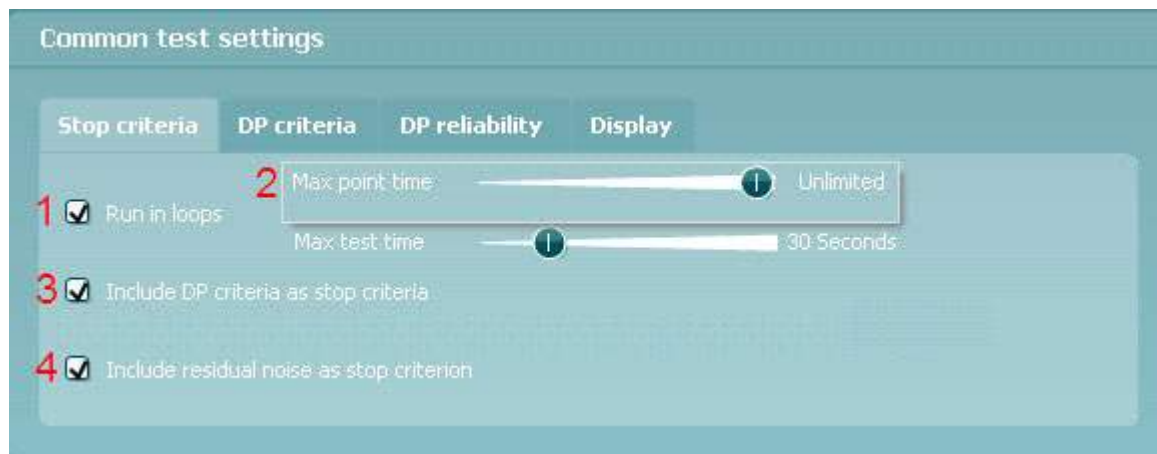 Common test settings
Stop criteria DP criteria DP reliability Display
2 Max point time Unlimited
1 Run in loops
Max test time 30 Seconds
3 Include DP criteria as stop criteria
4 Include residual noise as stop criterion